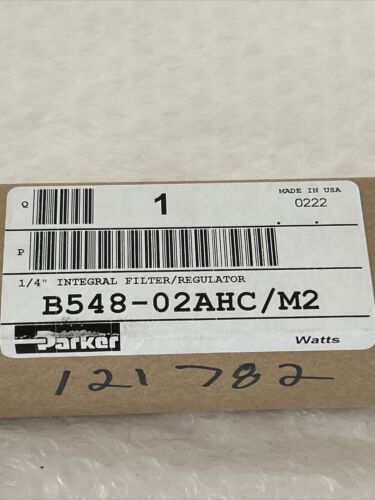 Q 1 MADE IN USA
0222
P
1/4" INTEGRAL FILTER/REGULATOR
B548-02AHC/M2
Parker Watts
121782